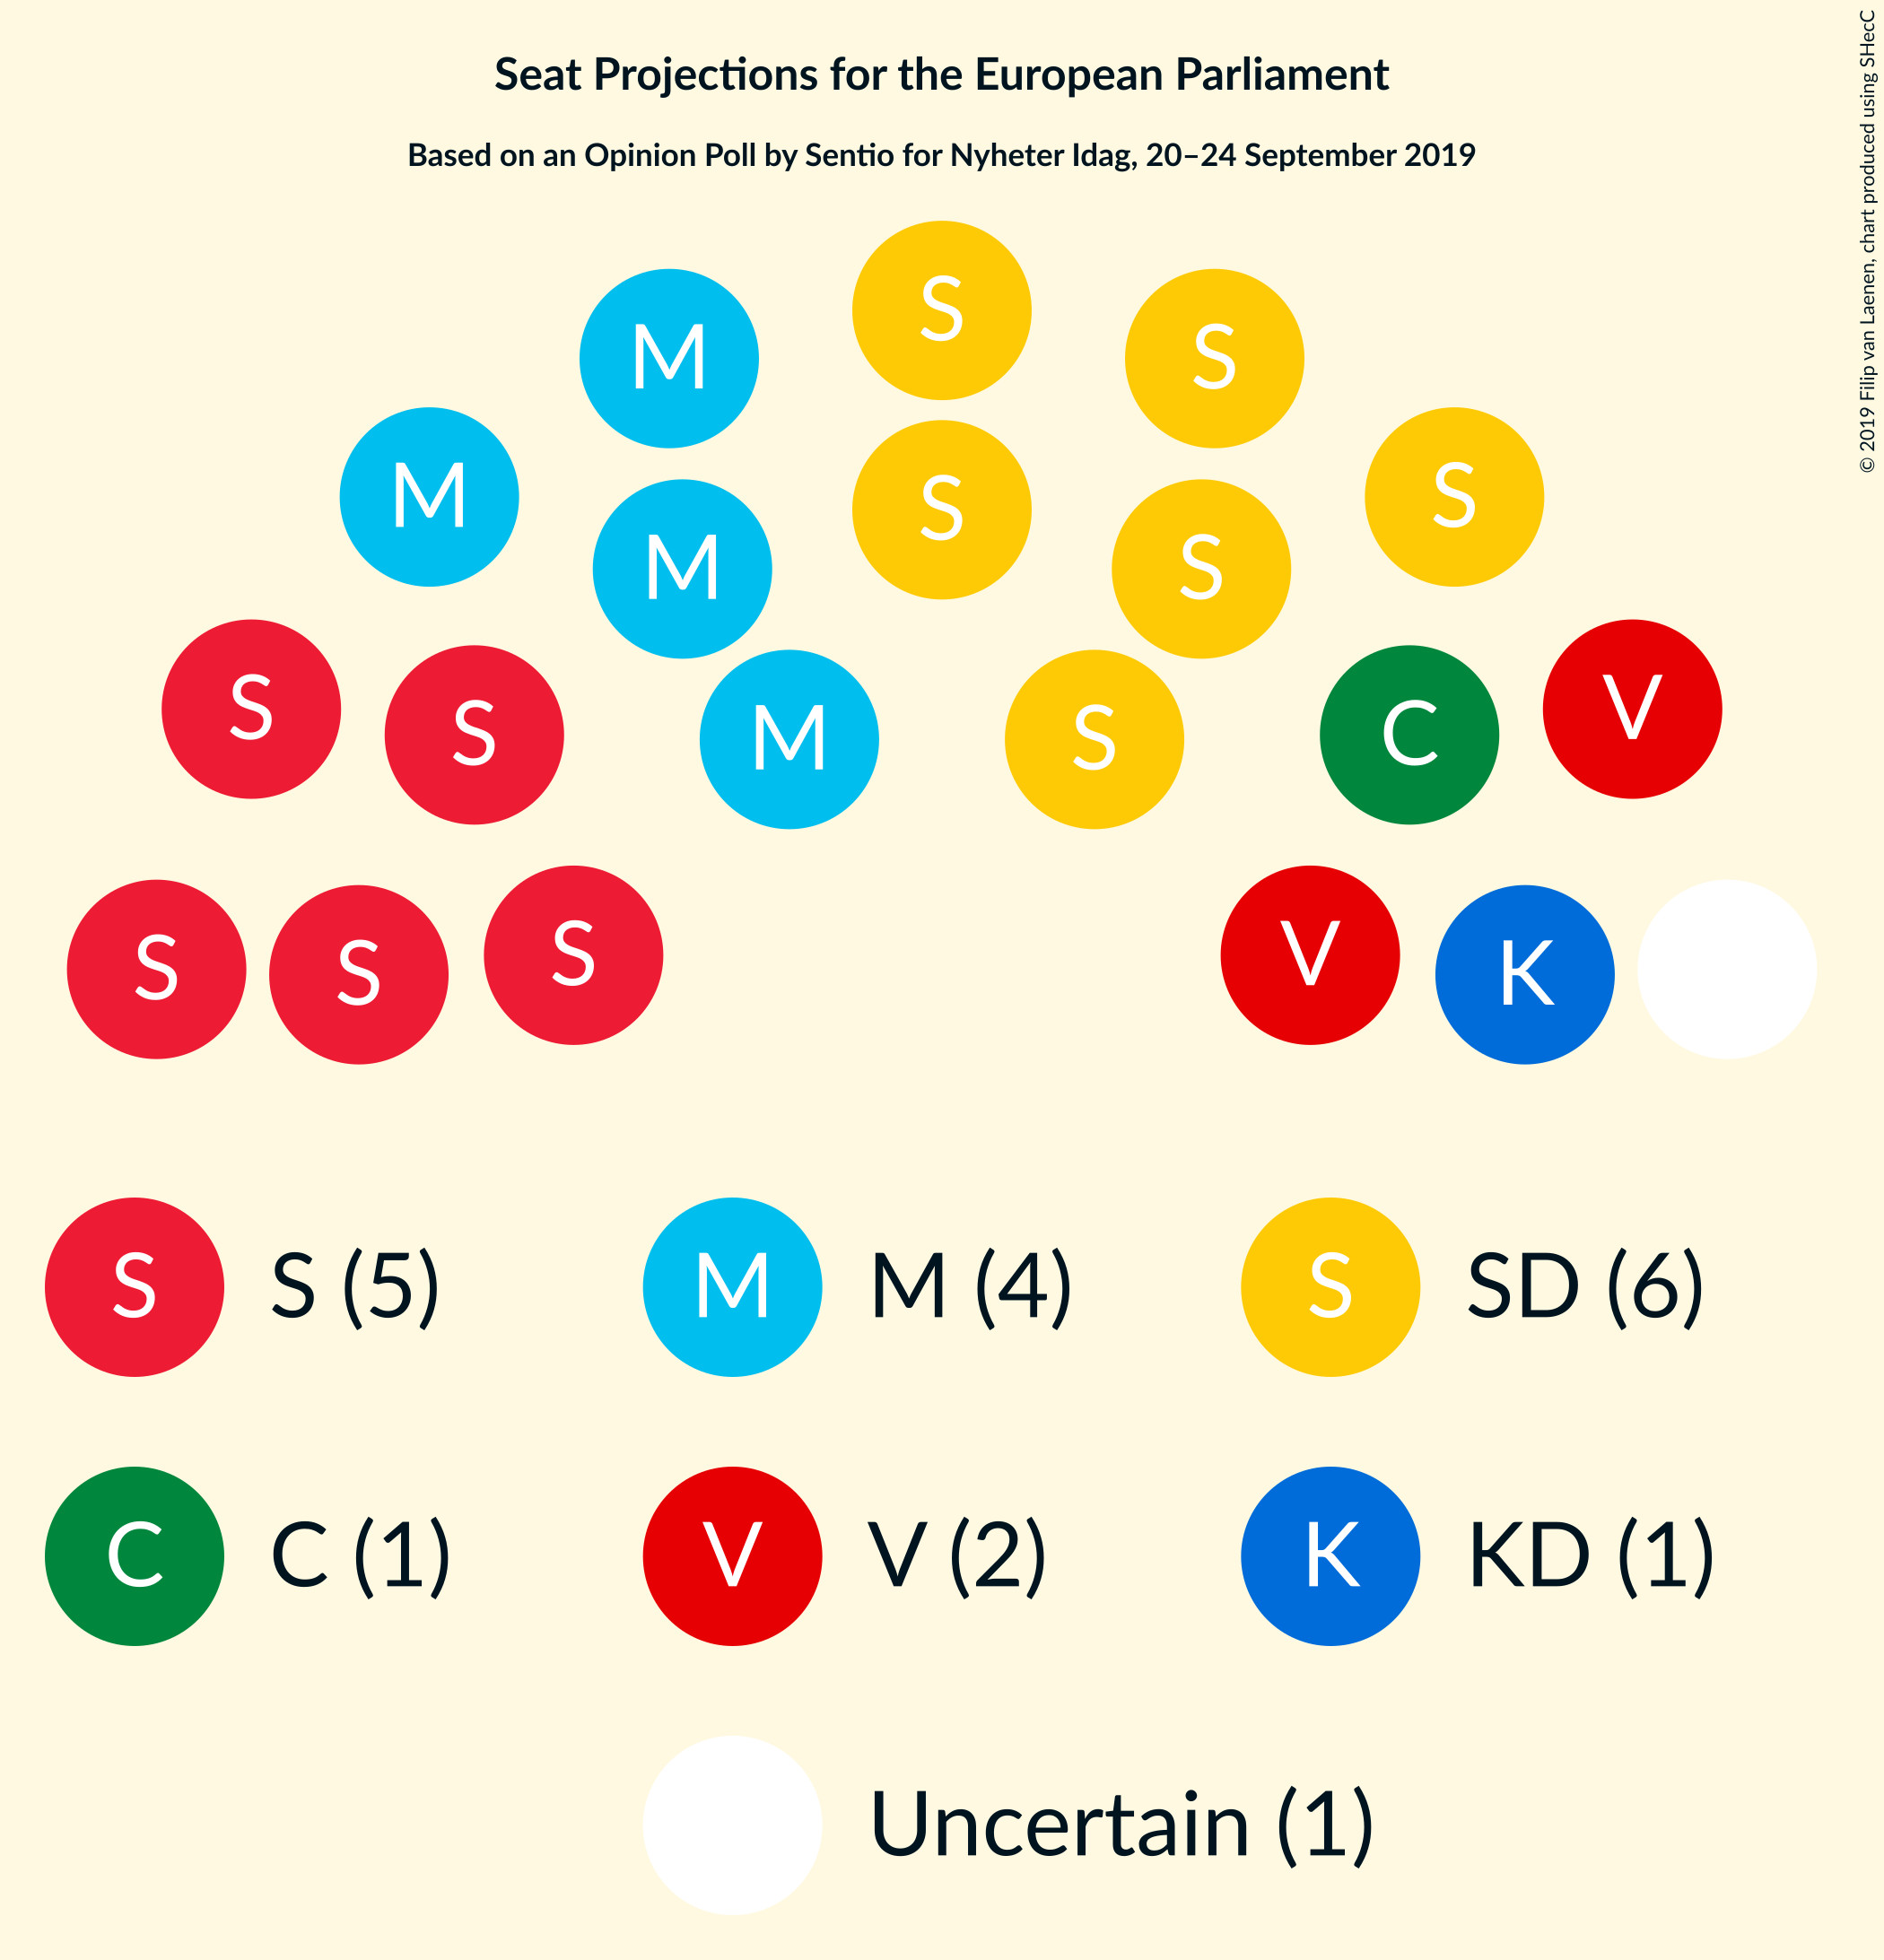 Seat Projections for the European Parliament
Based on an Opinion Poll by Sentio for Nyheter Idag, 20–24 September 2019
© 2019 Filip van Laenen, chart produced using SHecC
S
M S
M S
M S S
S M S V
S M S C
S S S V K
S S (5) M M (4) S SD (6)
C C (1) V V (2) K KD (1)
Uncertain (1)